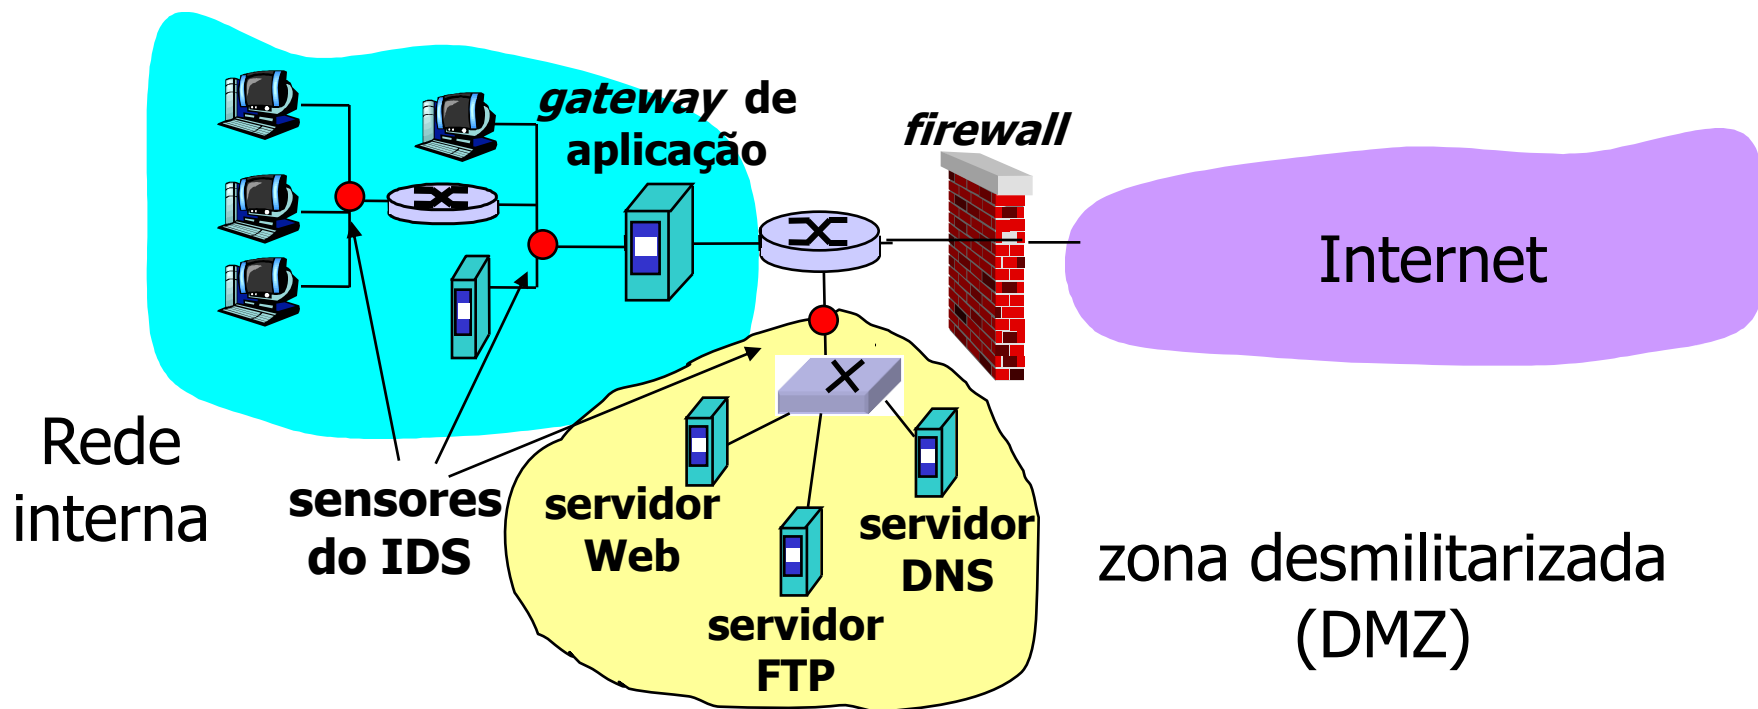 gateway de
aplicação
firewall
Internet
Rede
interna
sensores
do IDS
servidor
Web
servidor
FTP
servidor
DNS
zona desmilitarizada
(DMZ)